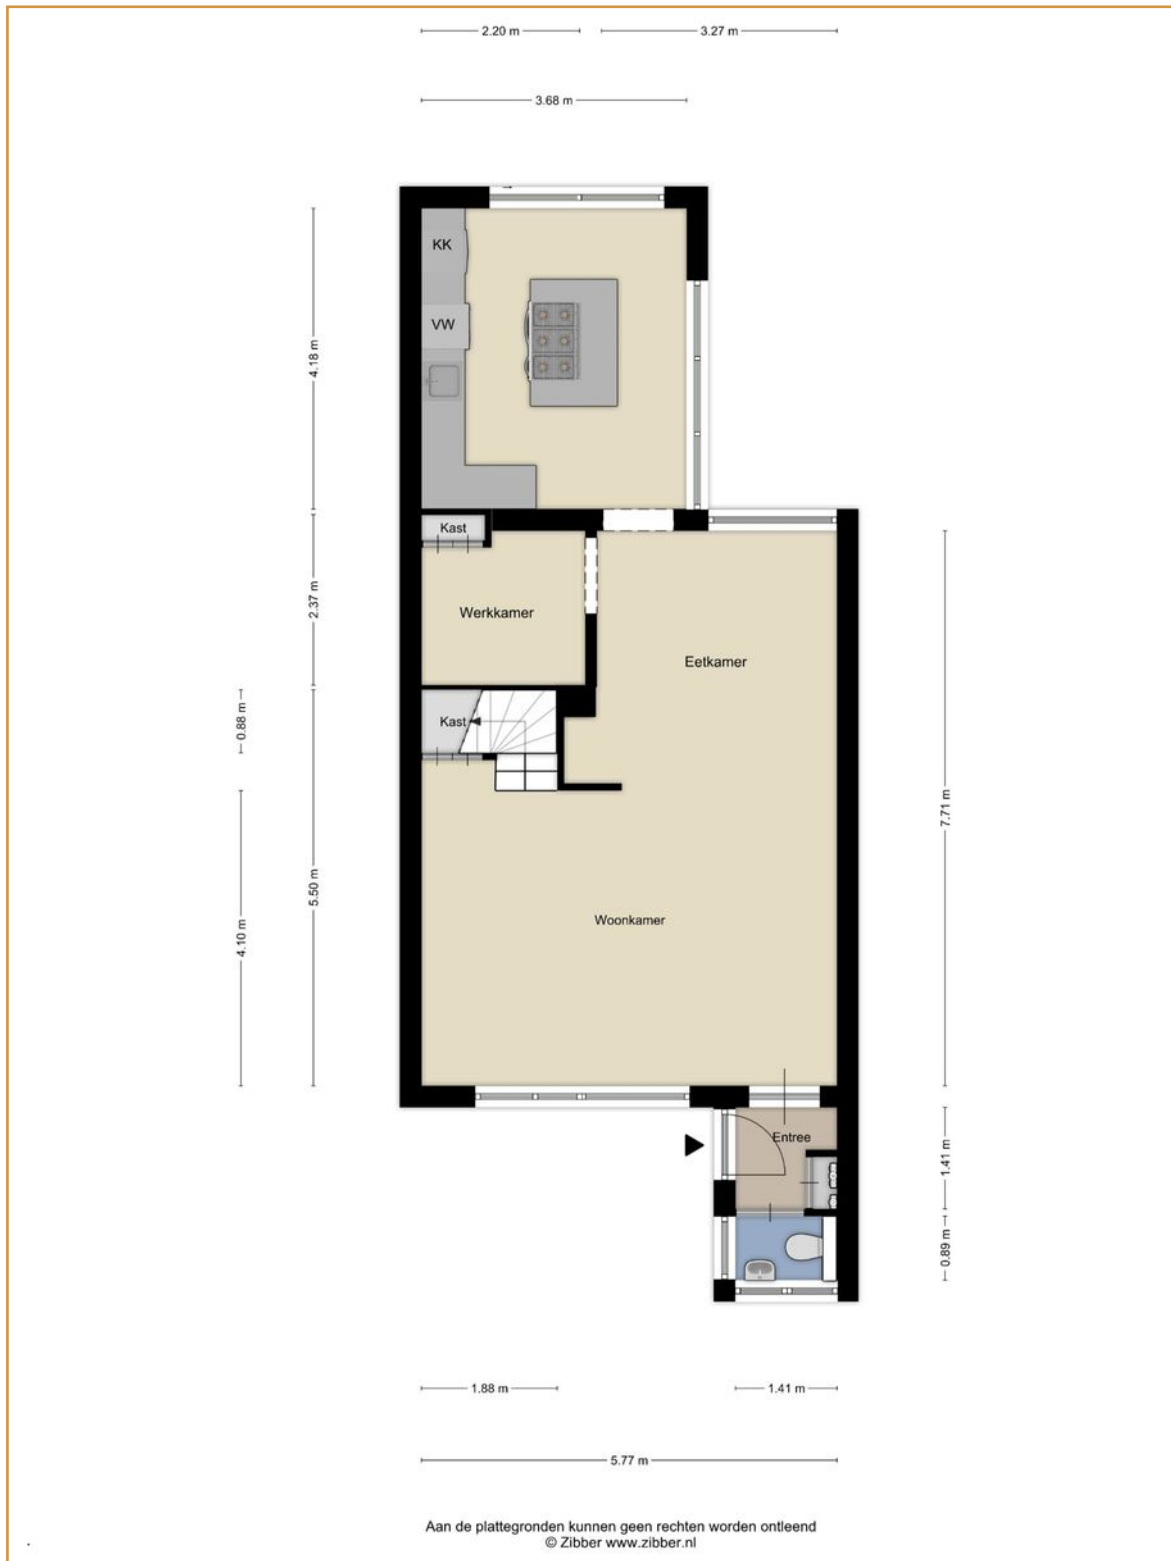 2.20 m
3.27 m
3.68 m
KK
VW
4.18 m
Kast
Werkkamer
2.37 m
Eetkamer
Kast
0.88 m
7.71 m
5.50 m
4.10 m
Woonkamer
Entree
1.41 m
0.89 m
1.88 m
1.41 m
5.77 m
Aan de plattegronden kunnen geen rechten worden ontleend
© Zibber www.zibber.nl